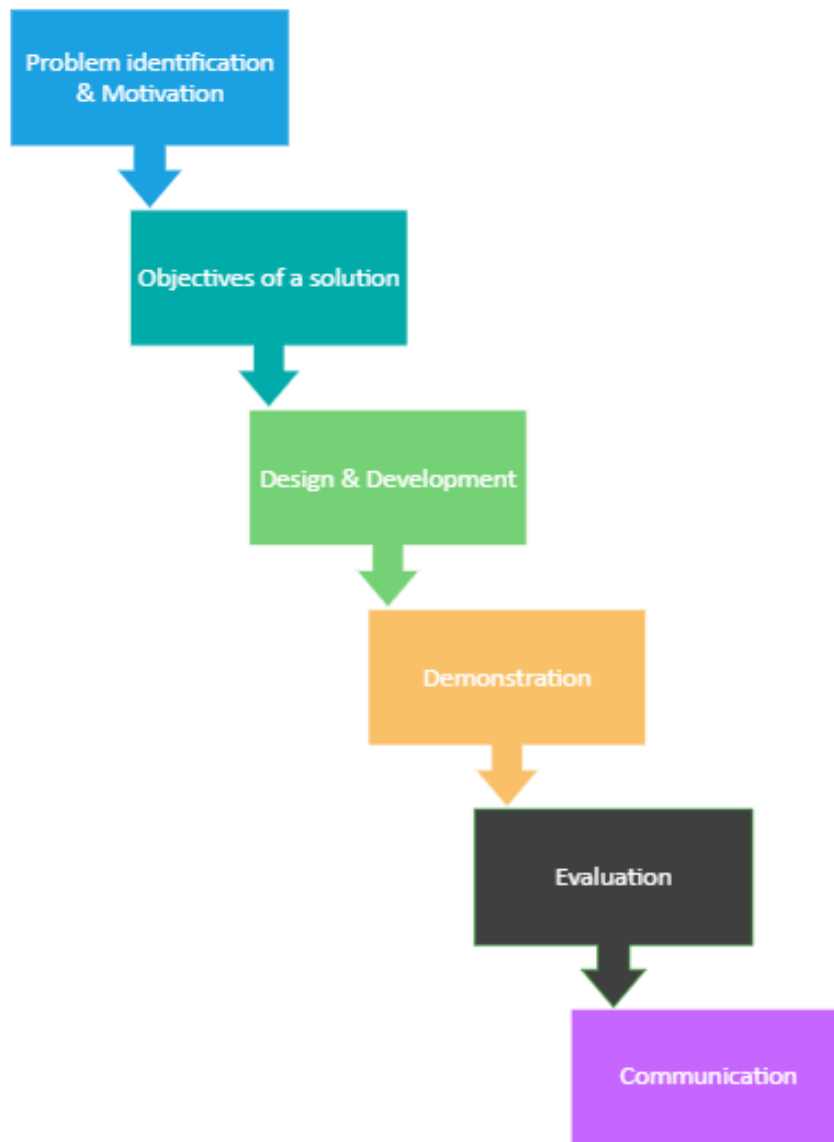 Problem identification
& Motivation
Objectives of a solution
Design & Development
Demonstration
Evaluation
Communication